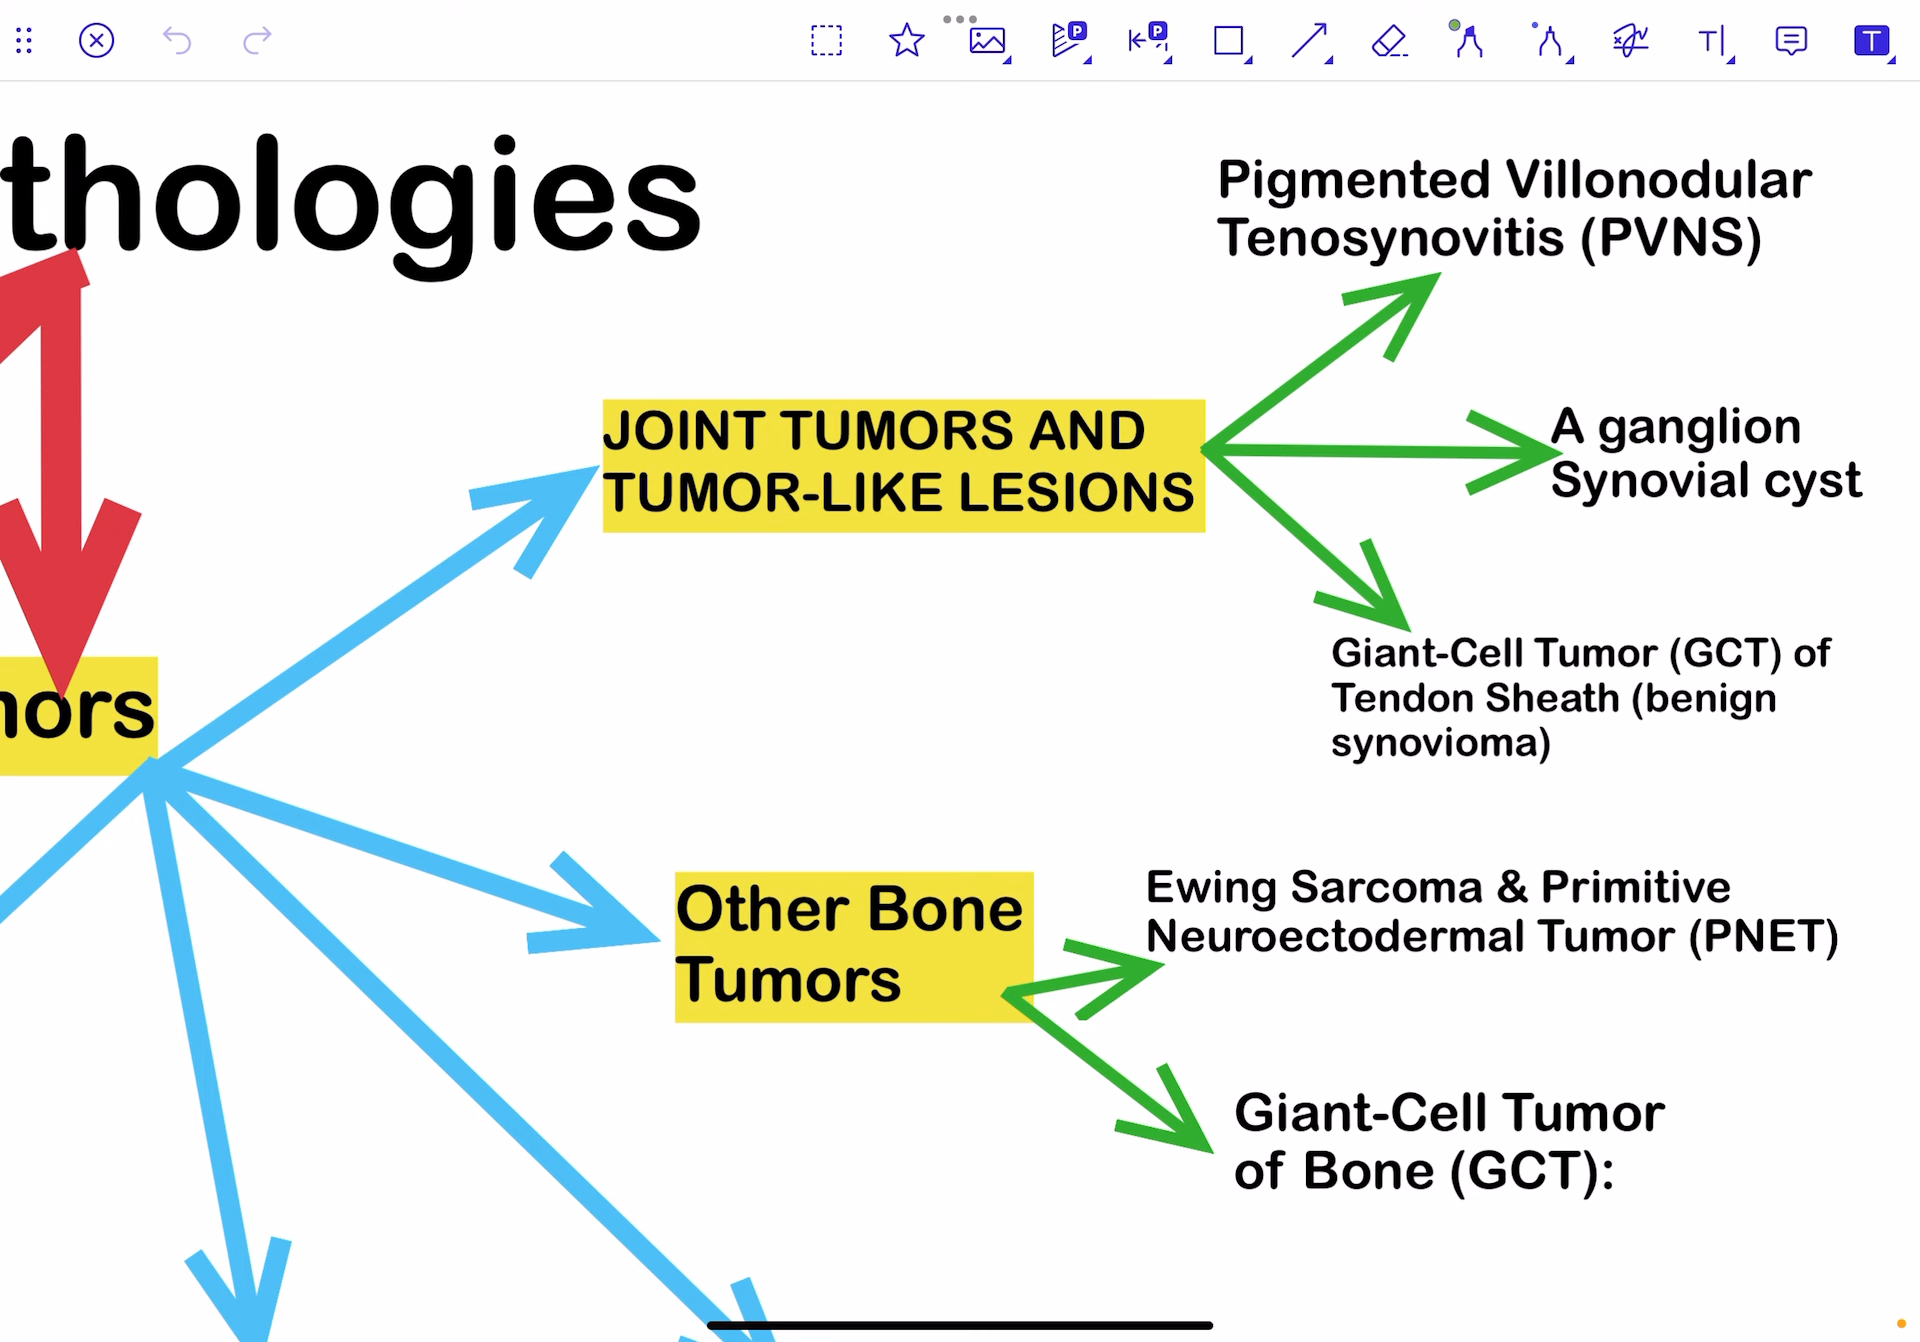 thologies
Pigmented Villonodular
Tenosynovitis (PVNS)
JOINT TUMORS AND
TUMOR-LIKE LESIONS
A ganglion
Synovial cyst
Giant-Cell Tumor (GCT) of
Tendon Sheath (benign
synovioma)
mors
Other Bone
Tumors
Ewing Sarcoma & Primitive
Neuroectodermal Tumor (PNET)
Giant-Cell Tumor
of Bone (GCT):